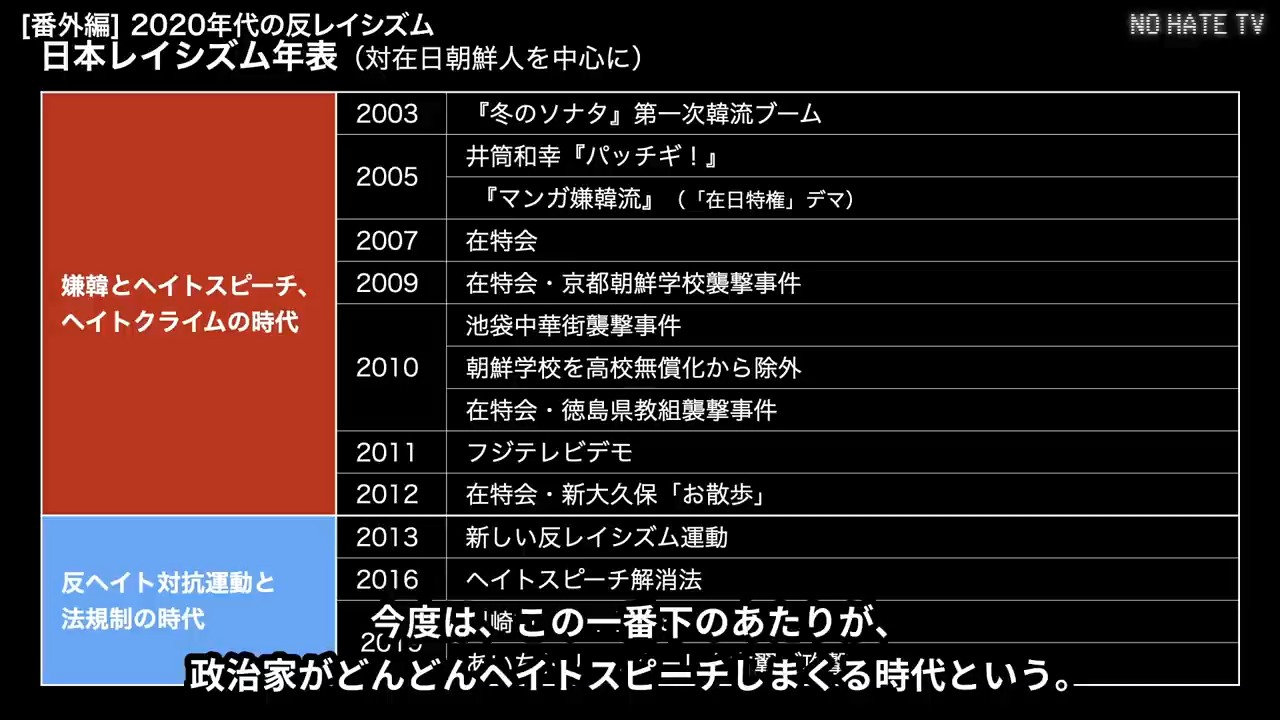 [番外編] 2020年代の反レイシズム
NO HATE TV
日本レイシズム年表（対在日朝鮮人を中心に）
嫌韓とヘイトスピーチ、
ヘイトクライムの時代
2003
『冬のソナタ』第一次韓流ブーム
2005
井筒和幸『パッチギ！』
『マンガ嫌韓流』（「在日特権」デマ）
2007
在特会
2009
在特会・京都朝鮮学校襲撃事件
2010
池袋中華街襲撃事件
朝鮮学校を高校無償化から除外
在特会・徳島県教組襲撃事件
2011
フジテレビデモ
2012
在特会・新大久保「お散歩」
反ヘイト対抗運動と
法規制の時代
2013
新しい反レイシズム運動
2016
ヘイトスピーチ解消法
今度は、この一番下のあたりが、
政治家がどんどんヘイトスピーチしまくる時代という。